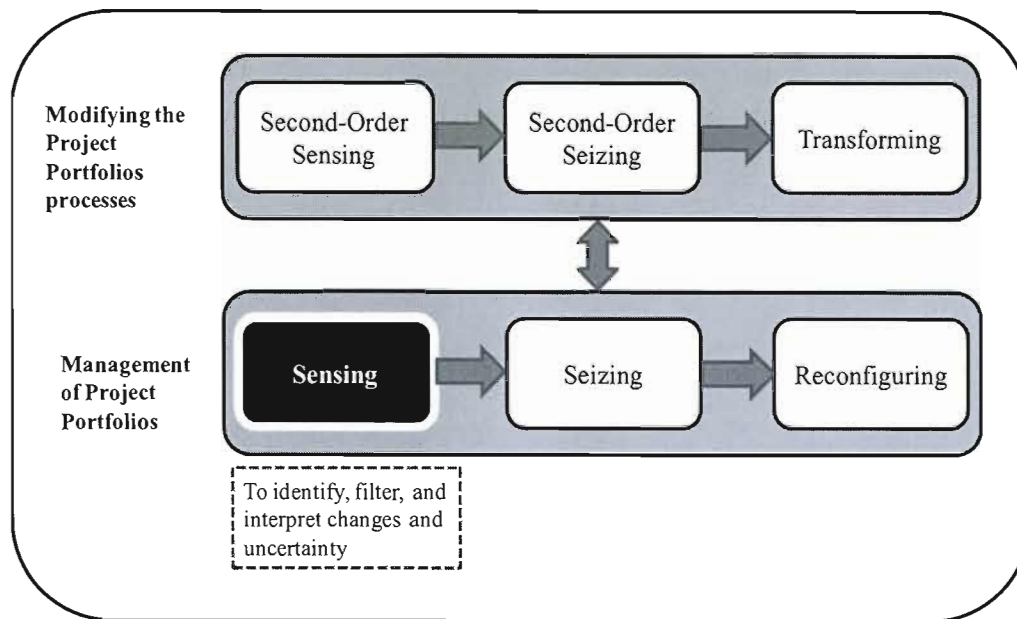 Modifying the
Project
Portfolios
processes
Second-Order
Sensing
Second-Order
Seizing
Transforming
Management
of Project
Portfolios
Sensing
Seizing
Reconfiguring
To identify, filter, and
interpret changes and
uncertainty